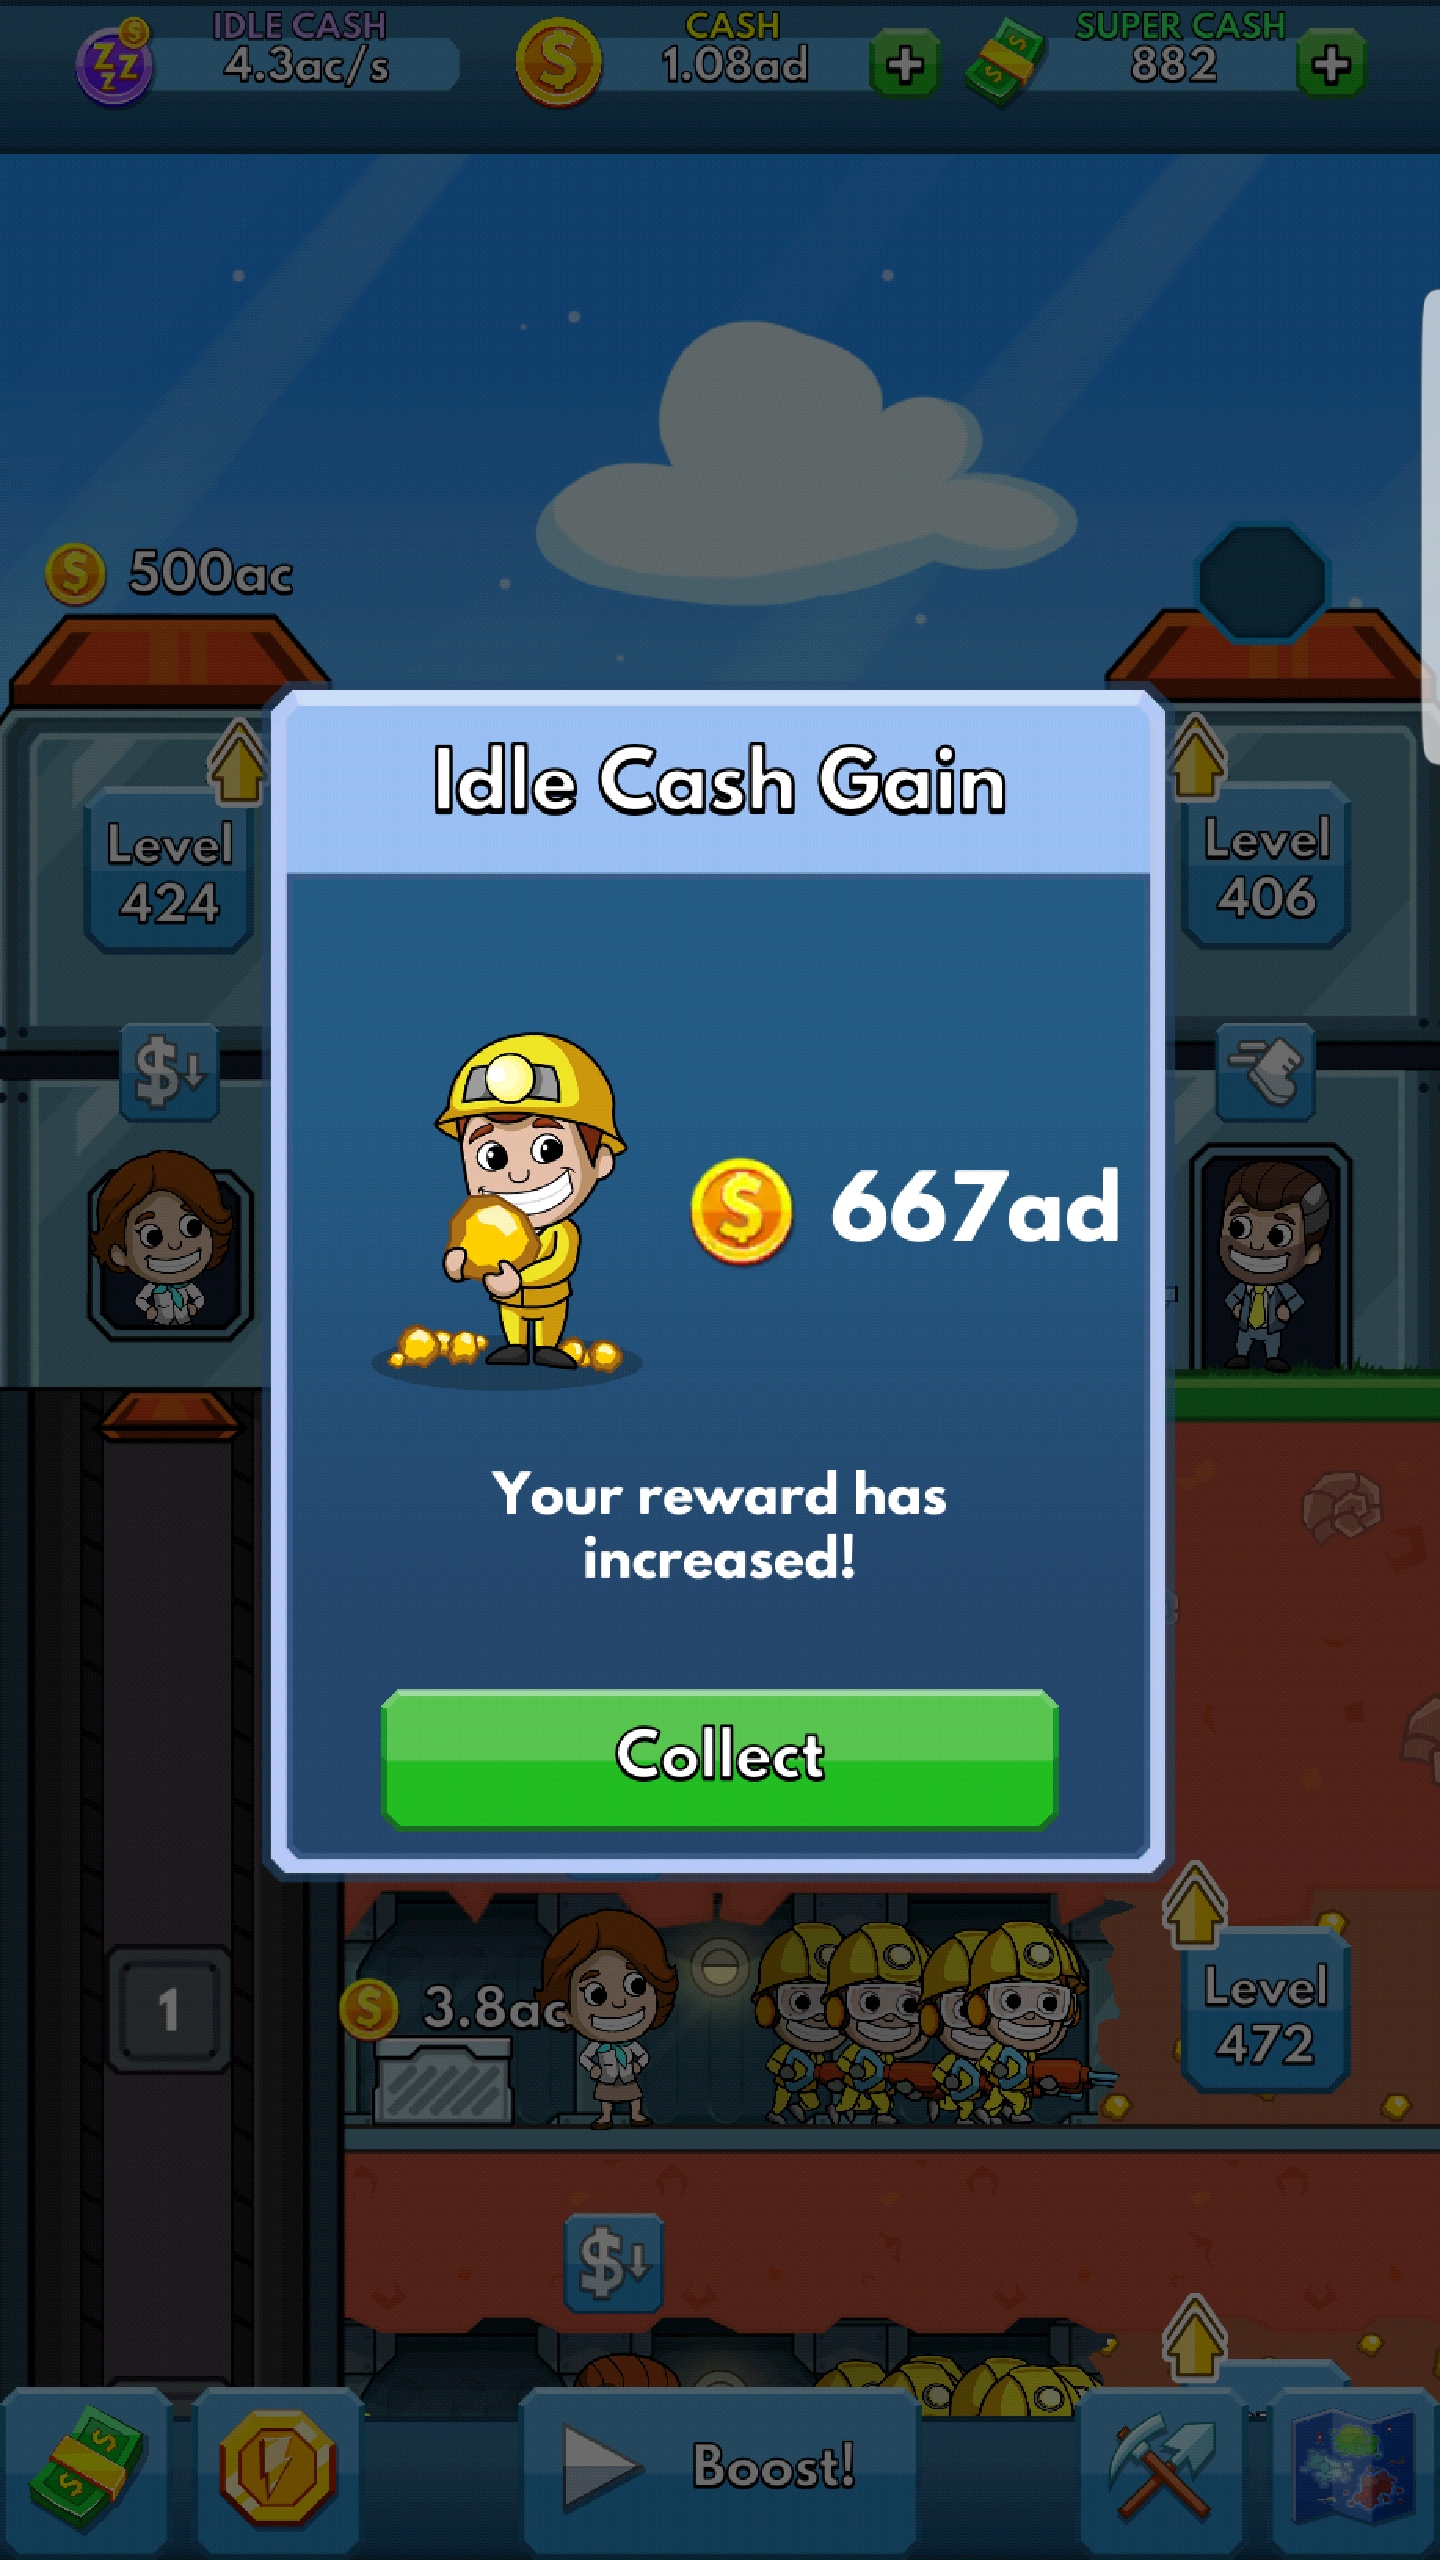 IDLE CASH
4.3ac/s
CASH
1.08ad
SUPER CASH
882
500ac
Idle Cash Gain
Level
424
Level
406
667ad
Your reward has
increased!
Collect
1
3.8ac
Level
472
Boost!